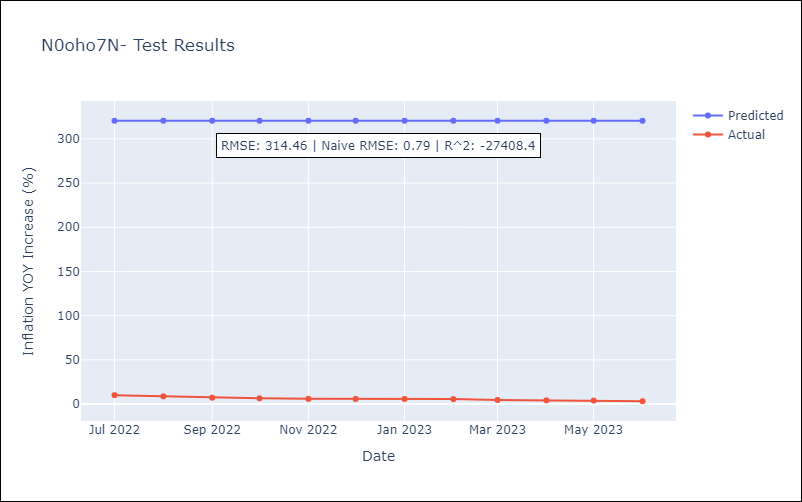 N0oho7N- Test Results
Predicted
Actual
RMSE: 314.46 | Naive RMSE: 0.79 | R^2: -27408.4
Inflation YOY Increase (%)
300
250
200
150
100
50
0
Jul 2022 Sep 2022 Nov 2022 Jan 2023 Mar 2023 May 2023
Date